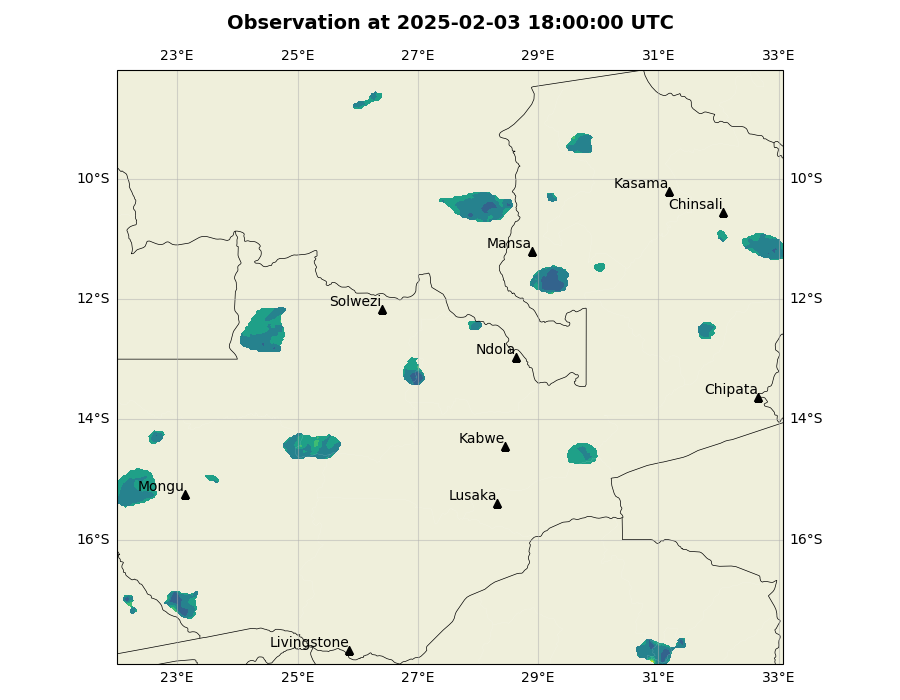 Observation at 2025-02-03 18:00:00 UTC
23°E 25°E 27°E 29°E 31°E 33°E
10°S 10°S
Kasama
Chinsali
Mansa
12°S 12°S
Solwezi
Ndola
Chipata
14°S 14°S
Kabwe
Mongu
Lusaka
16°S 16°S
Livingstone
23°E 25°E 27°E 29°E 31°E 33°E